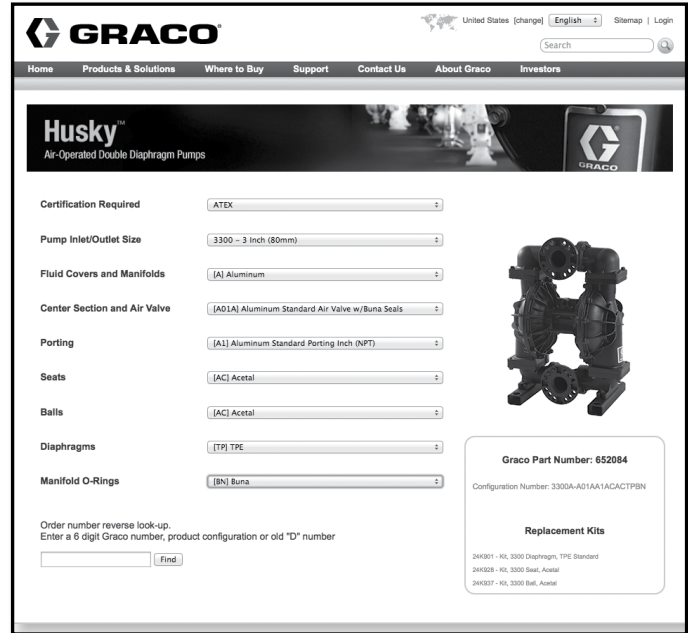 GRACO
United States [change] English Sitemap | Login
Search
Home Products & Solutions Where to Buy Support Contact Us About Graco Investors
Husky™
Air-Operated Double Diaphragm Pumps
GRACO
Certification Required ATEX
Pump Inlet/Outlet Size 3300 – 3 Inch (80mm)
Fluid Covers and Manifolds [A] Aluminum
Center Section and Air Valve [A01A] Aluminum Standard Air Valve w/Buna Seals
Porting [A1] Aluminum Standard Porting Inch (NPT)
Seats [AC] Acetal
Balls [AC] Acetal
Diaphragms [TP] TPE
Manifold O-Rings [BN] Buna
Order number reverse look-up.
Enter a 6 digit Graco number, product configuration or old "D" number
Find
Graco Part Number: 652084
Configuration Number: 3300A-A01AA1ACACTPBN
Replacement Kits
24K901 - Kit, 3300 Diaphragm, TPE Standard
24K928 - Kit, 3300 Seat, Acetal
24K937 - Kit, 3300 Ball, Acetal